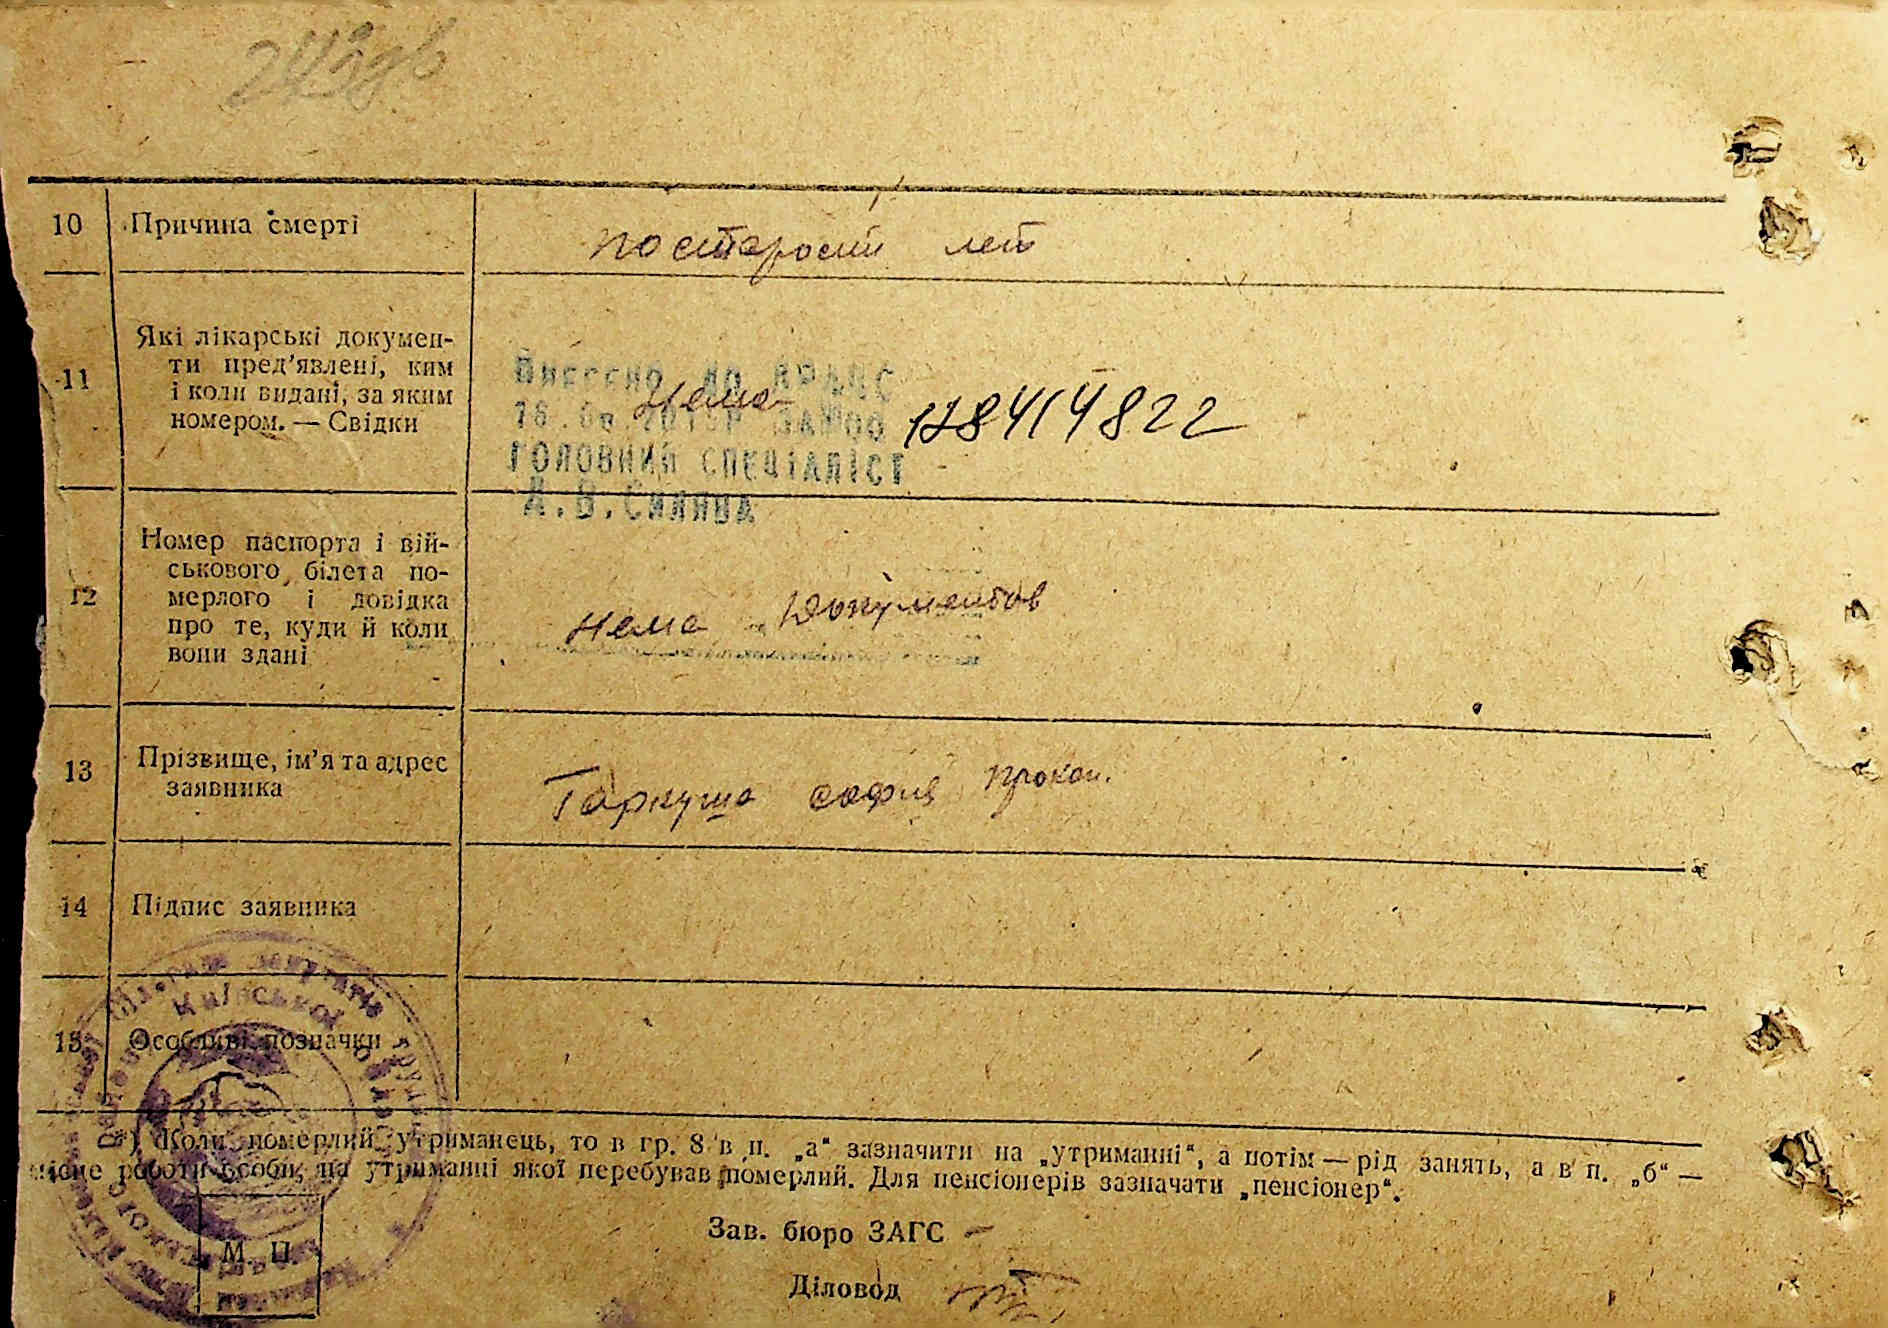 10 Причина смерті
по старости лет
11 Які лікарські докумен-
ти пред’явлені, ким
і коли видані, за яким
номером. — Свідки
Внесено до ДРАЦС
Нема
128414822
ГОЛОВНИЙ СПЕЦІАЛІСТ
12 Номер паспорта і вій-
ськового білета по-
мерлого і довідка
про те, куди й коли
вони здані
Нема документов
13 Прізвище, ім’я та адрес
заявника
Гаркуша София Прокоп.
14 Підпис заявника
15 Особливі позначки
Київської
*) Коли померлий утриманець, то в гр. 8 в п. „а“ зазначити на „утриманні“, а потім — рід занять, а в п. „б“ —
місце роботи особи, на утриманні якої перебував померлий. Для пенсіонерів зазначати „пенсіонер“.
Зав. бюро ЗАГС
М. П.
Діловод